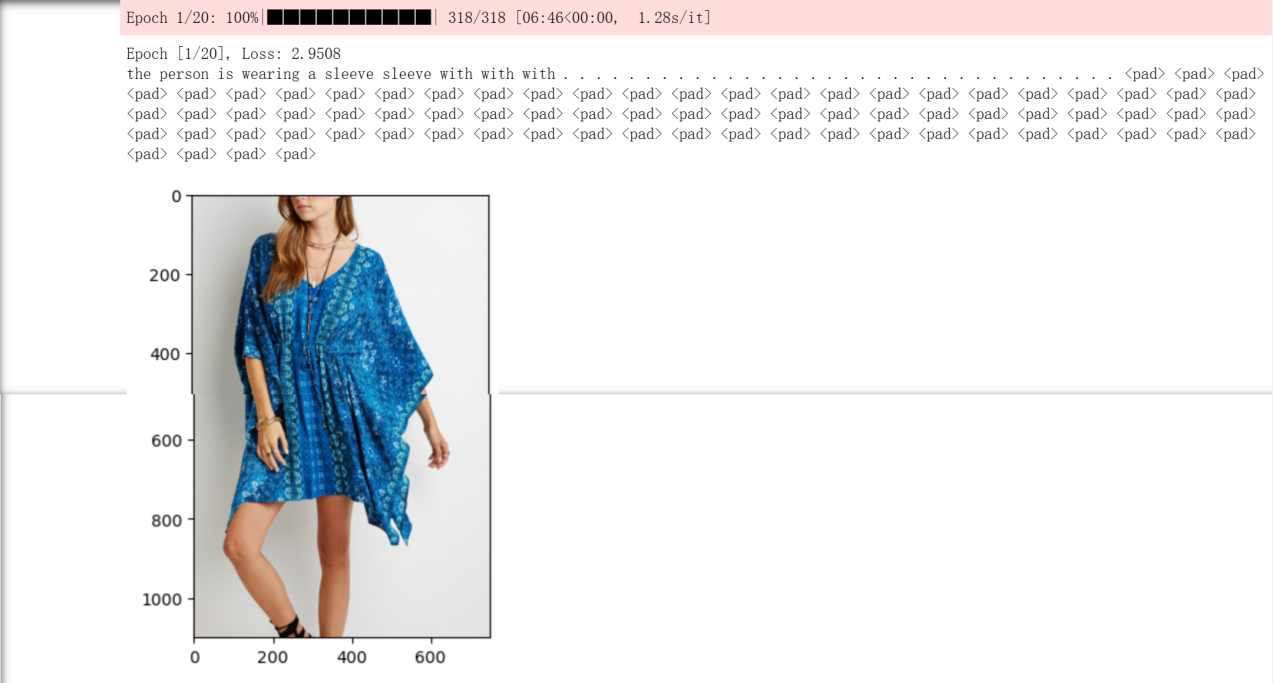 Epoch 1/20: 100%|██████████| 318/318 [06:46<00:00, 1.28s/it]
Epoch [1/20], Loss: 2.9508
the person is wearing a sleeve sleeve with with with . . . . . . . . . . . . . . . . . . . . . . . . . . . . . . . . . . <pad> <pad> <pad>
<pad> <pad> <pad> <pad> <pad> <pad> <pad> <pad> <pad> <pad> <pad> <pad> <pad> <pad> <pad> <pad> <pad> <pad> <pad> <pad> <pad> <pad> <pad>
<pad> <pad> <pad> <pad> <pad> <pad> <pad> <pad> <pad> <pad> <pad> <pad> <pad> <pad> <pad> <pad> <pad> <pad> <pad> <pad> <pad> <pad> <pad>
<pad> <pad> <pad> <pad> <pad> <pad> <pad> <pad> <pad> <pad> <pad> <pad> <pad> <pad> <pad> <pad> <pad> <pad> <pad> <pad> <pad> <pad> <pad>
<pad> <pad> <pad> <pad>
0
200
400
600
800
1000
0 200 400 600